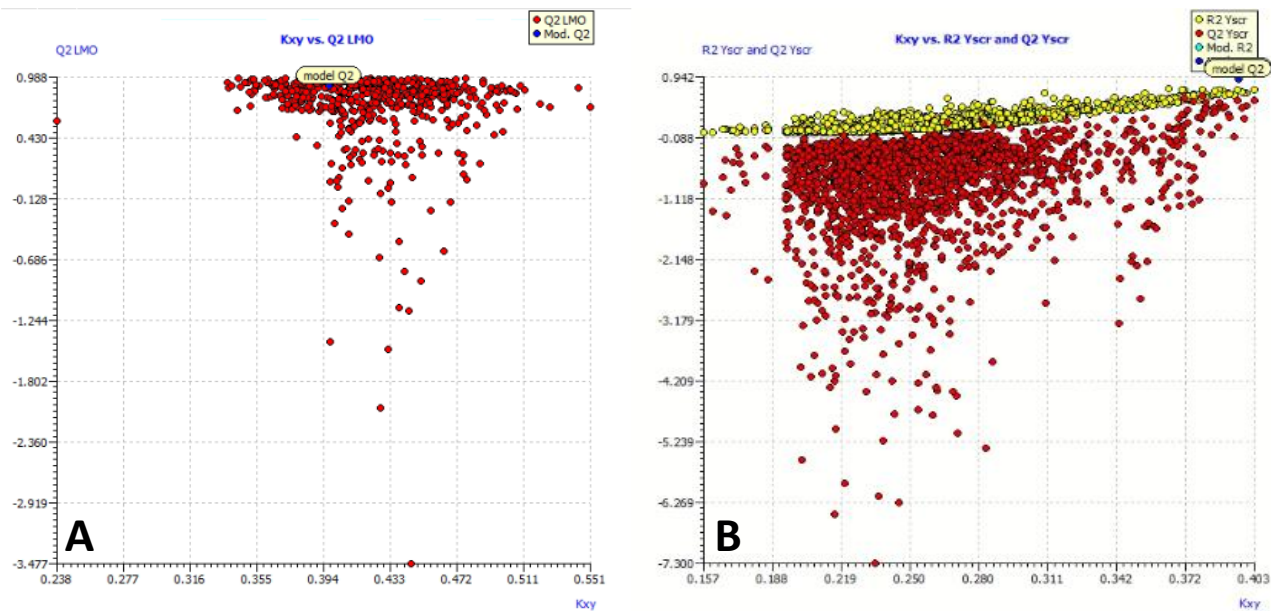 Kxy vs. Q2 LMO
Q2 LMO
Mod. Q2
Q2 LMO
model Q2
0.988
0.430
-0.128
-0.686
-1.244
-1.802
-2.360
-2.919
-3.477
0.238 0.277 0.316 0.355 0.394 0.433 0.472 0.511 0.551
Kxy
A
Kxy vs. R2 Yscr and Q2 Yscr
R2 Yscr
Q2 Yscr
Mod. R2
model Q2
R2 Yscr and Q2 Yscr
0.942
-0.088
-1.118
-2.148
-3.179
-4.209
-5.239
-6.269
-7.300
0.157 0.188 0.219 0.250 0.280 0.311 0.342 0.372 0.403
Kxy
B